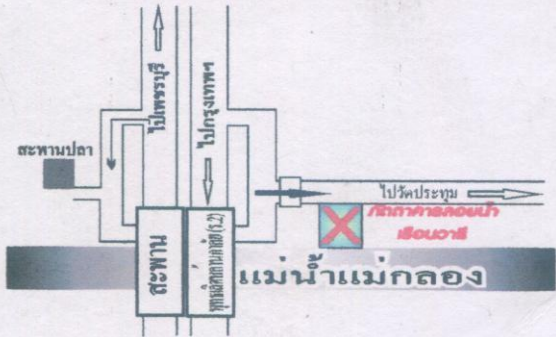 ไปเพชรบุรี
ไปกรุงเทพฯ
สะพานปลา
ไปวัดประทุม
ภัตตาคารลอยน้ำ
เรือนวารี
สะพาน
แม่น้ำแม่กลอง